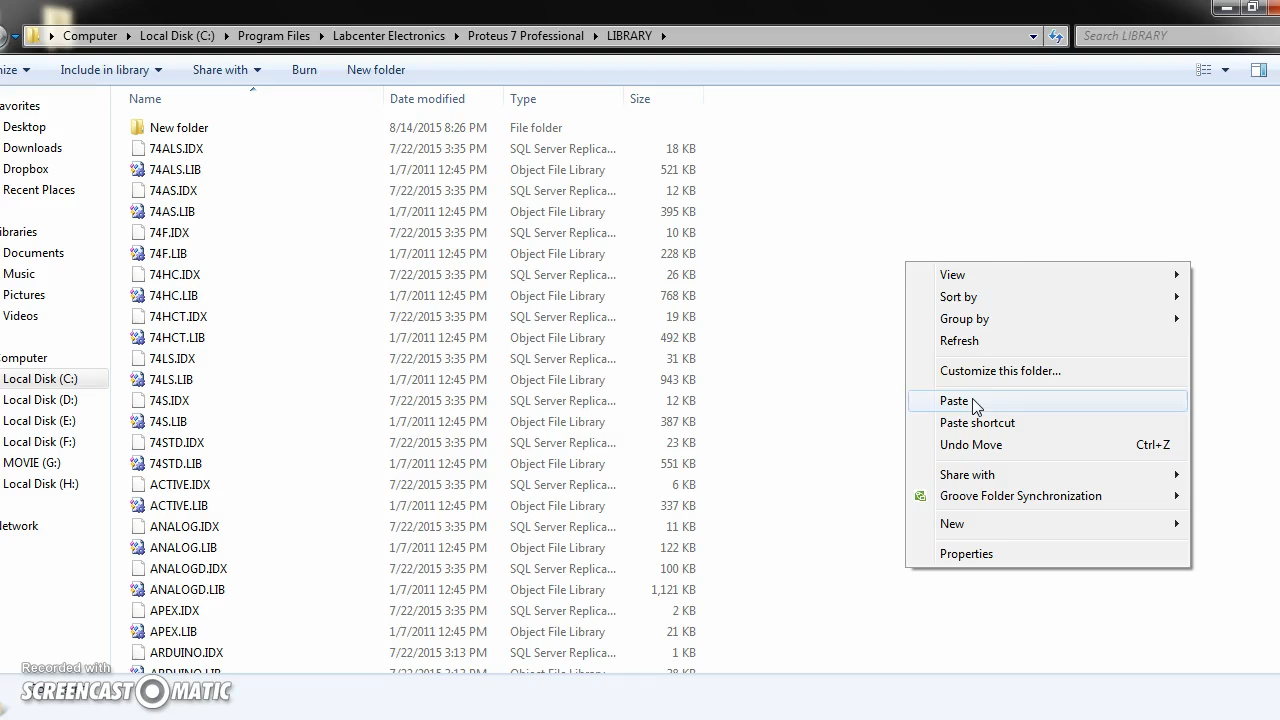 Computer Local Disk (C:) Program Files Labcenter Electronics Proteus 7 Professional LIBRARY Search LIBRARY
ize Include in library Share with Burn New folder
avorites
Desktop
Downloads
Dropbox
Recent Places
ibraries
Documents
Music
Pictures
Videos
Computer
Local Disk (C:)
Local Disk (D:)
Local Disk (E:)
Local Disk (F:)
MOVIE (G:)
Local Disk (H:)
etwork
Name Date modified Type Size
New folder 8/14/2015 8:26 PM File folder
74ALS.IDX 7/22/2015 3:35 PM SQL Server Replica... 18 KB
74ALS.LIB 1/7/2011 12:45 PM Object File Library 521 KB
74AS.IDX 7/22/2015 3:35 PM SQL Server Replica... 12 KB
74AS.LIB 1/7/2011 12:45 PM Object File Library 395 KB
74F.IDX 7/22/2015 3:35 PM SQL Server Replica... 10 KB
74F.LIB 1/7/2011 12:45 PM Object File Library 228 KB
74HC.IDX 7/22/2015 3:35 PM SQL Server Replica... 26 KB
74HC.LIB 1/7/2011 12:45 PM Object File Library 768 KB
74HCT.IDX 7/22/2015 3:35 PM SQL Server Replica... 19 KB
74HCT.LIB 1/7/2011 12:45 PM Object File Library 492 KB
74LS.IDX 7/22/2015 3:35 PM SQL Server Replica... 31 KB
74LS.LIB 1/7/2011 12:45 PM Object File Library 943 KB
74S.IDX 7/22/2015 3:35 PM SQL Server Replica... 12 KB
74S.LIB 1/7/2011 12:45 PM Object File Library 387 KB
74STD.IDX 7/22/2015 3:35 PM SQL Server Replica... 23 KB
74STD.LIB 1/7/2011 12:45 PM Object File Library 551 KB
ACTIVE.IDX 7/22/2015 3:35 PM SQL Server Replica... 6 KB
ACTIVE.LIB 1/7/2011 12:45 PM Object File Library 337 KB
ANALOG.IDX 7/22/2015 3:35 PM SQL Server Replica... 11 KB
ANALOG.LIB 1/7/2011 12:45 PM Object File Library 122 KB
ANALOGD.IDX 7/22/2015 3:35 PM SQL Server Replica... 100 KB
ANALOGD.LIB 1/7/2011 12:45 PM Object File Library 1,121 KB
APEX.IDX 7/22/2015 3:35 PM SQL Server Replica... 2 KB
APEX.LIB 1/7/2011 12:45 PM Object File Library 21 KB
ARDUINO.IDX 7/22/2015 3:13 PM SQL Server Replica... 1 KB
ARDUINO.LIB 7/22/2015 3:13 PM Object File Library 28 KB
View
Sort by
Group by
Refresh
Customize this folder...
Paste
Paste shortcut
Undo Move Ctrl+Z
Share with
Groove Folder Synchronization
New
Properties
Recorded with
SCREENCAST MATIC